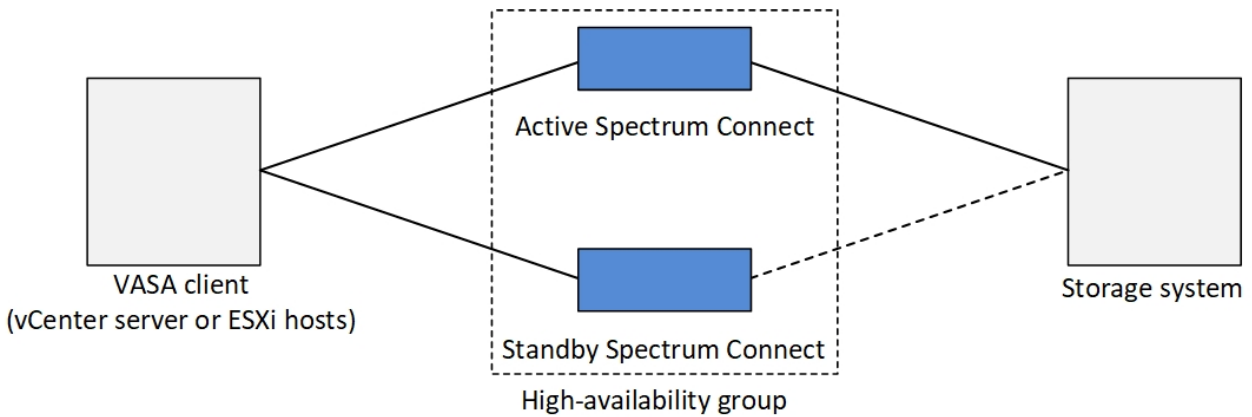 Active Spectrum Connect
VASA client
(vCenter server or ESXi hosts)
Storage system
Standby Spectrum Connect
High-availability group